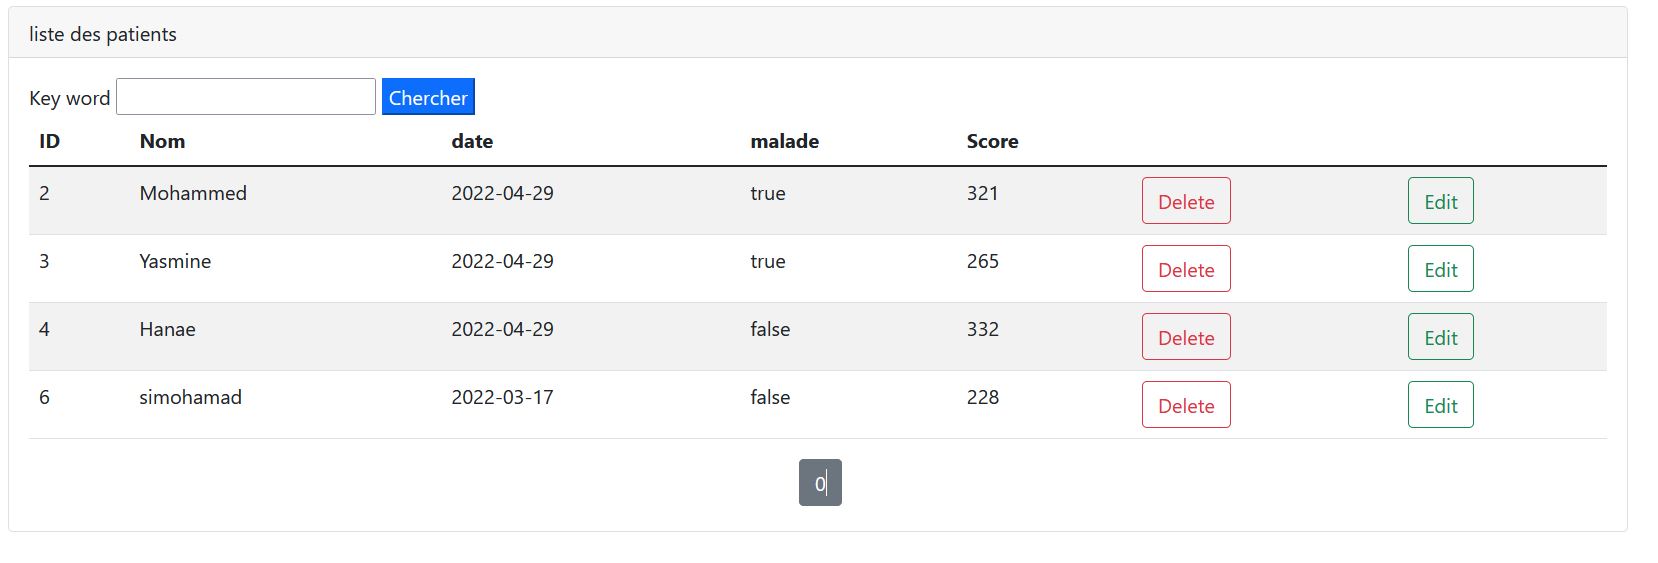 liste des patients
Key word Chercher
ID Nom date malade Score
2 Mohammed 2022-04-29 true 321 Delete Edit
3 Yasmine 2022-04-29 true 265 Delete Edit
4 Hanae 2022-04-29 false 332 Delete Edit
6 simohamad 2022-03-17 false 228 Delete Edit
0